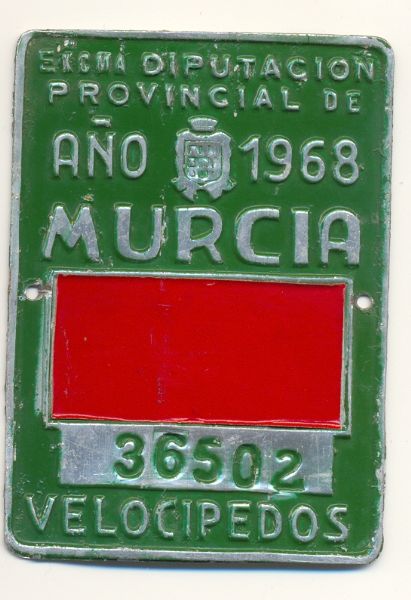 EXCMA DIPUTACION
PROVINCIAL DE
AÑO 1968
MURCIA
36502
VELOCIPEDOS